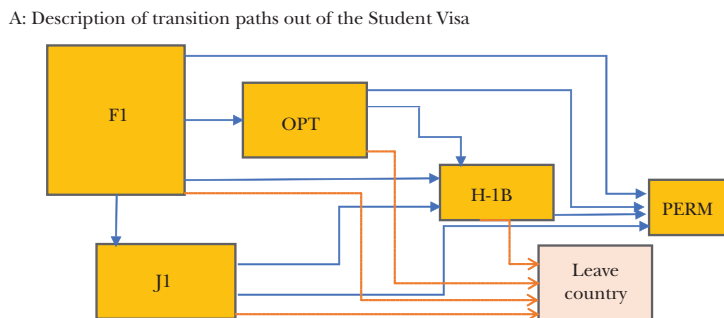 A: Description of transition paths out of the Student Visa
F1
OPT
H-1B
PERM
J1
Leave
country